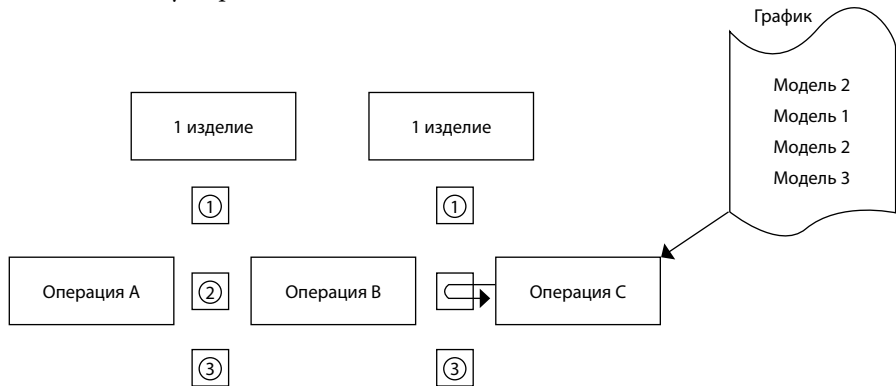 График
Модель 2
Модель 1
Модель 2
Модель 3
1 изделие
1 изделие
1
1
Операция А
2
Операция В
Операция С
3
3